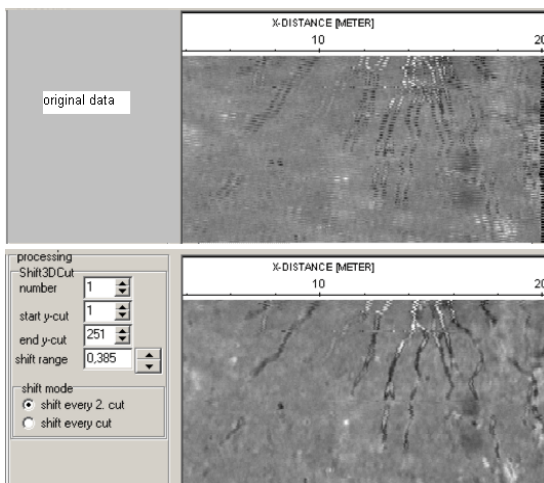 X-DISTANCE [METER]
10
20
original data
processing
Shift3DCut
number 1
start y-cut 1
end y-cut 251
shift range 0,385
shift mode
shift every 2. cut
shift every cut
X-DISTANCE [METER]
10
20